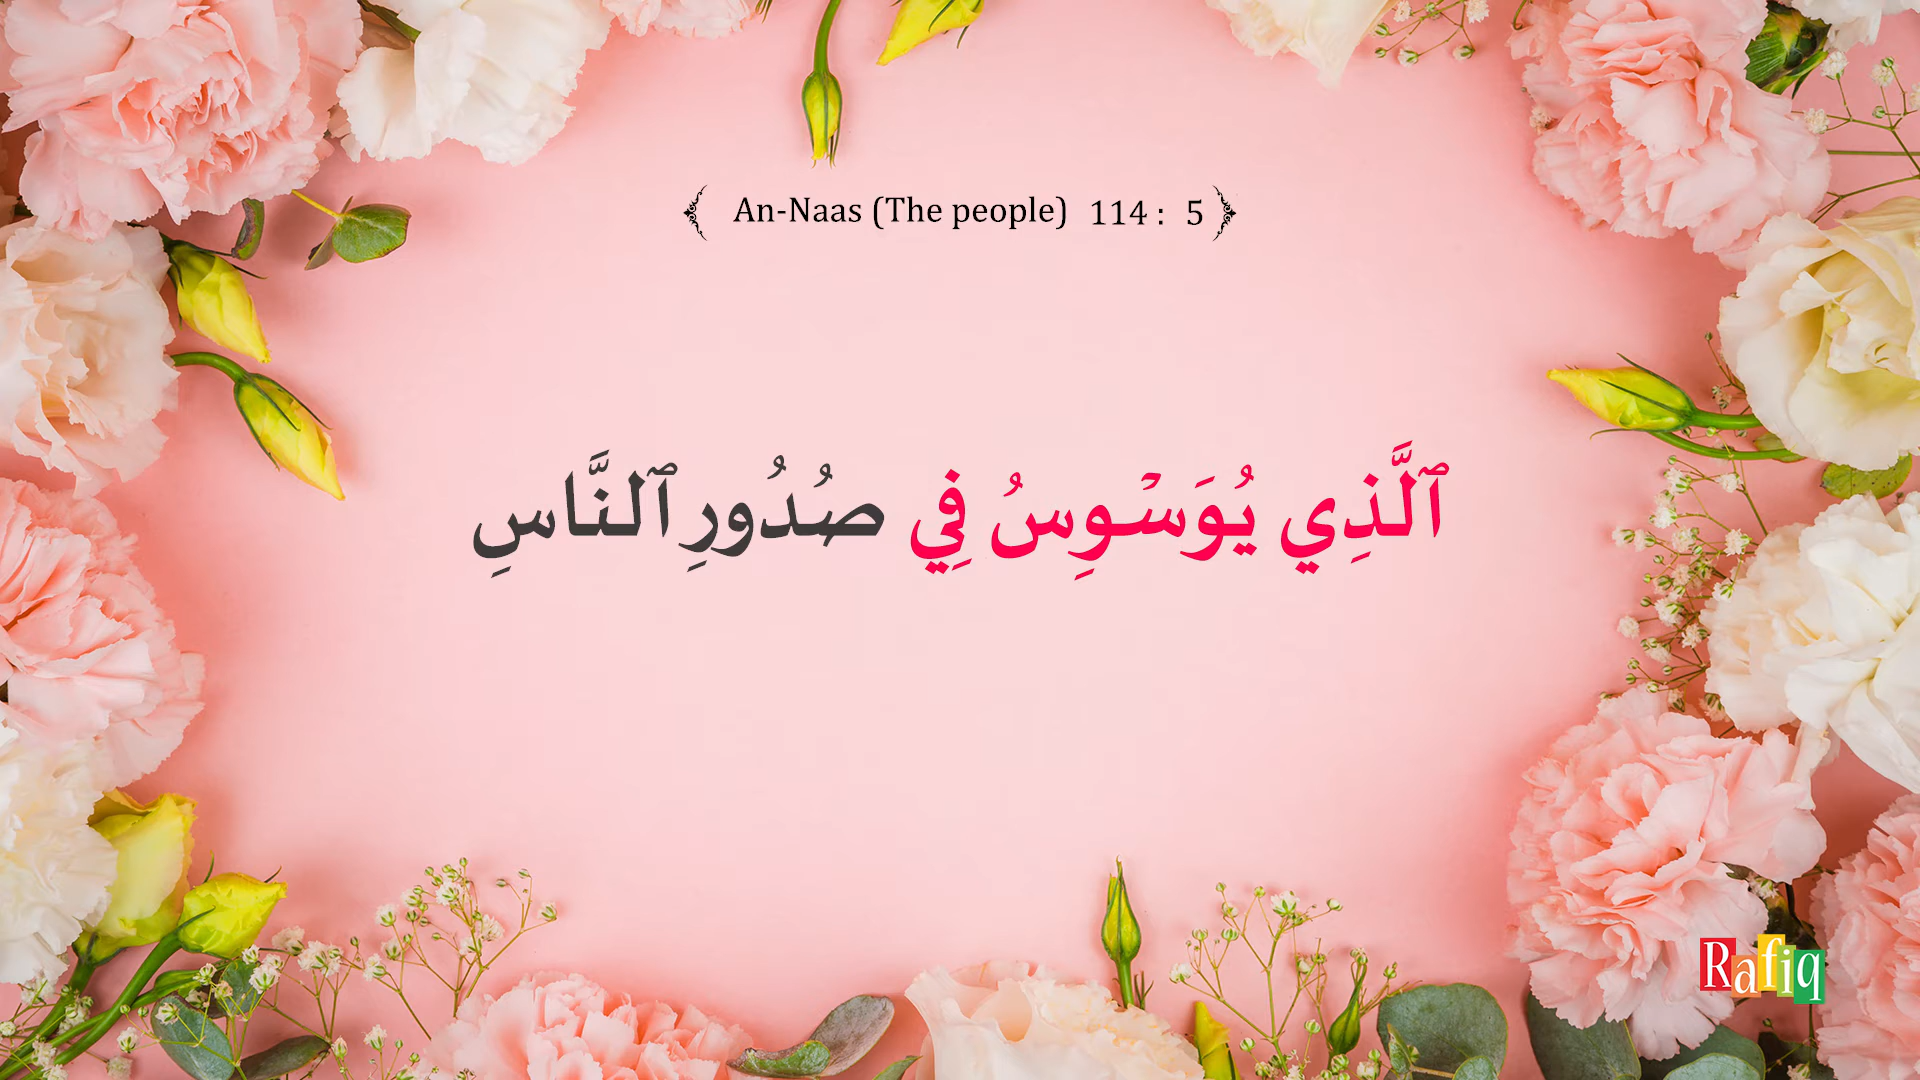 An-Naas (The people) 114 : 5
ٱلَّذِي يُوَسْوِسُ فِي صُدُورِ ٱلنَّاسِ
Rafiq